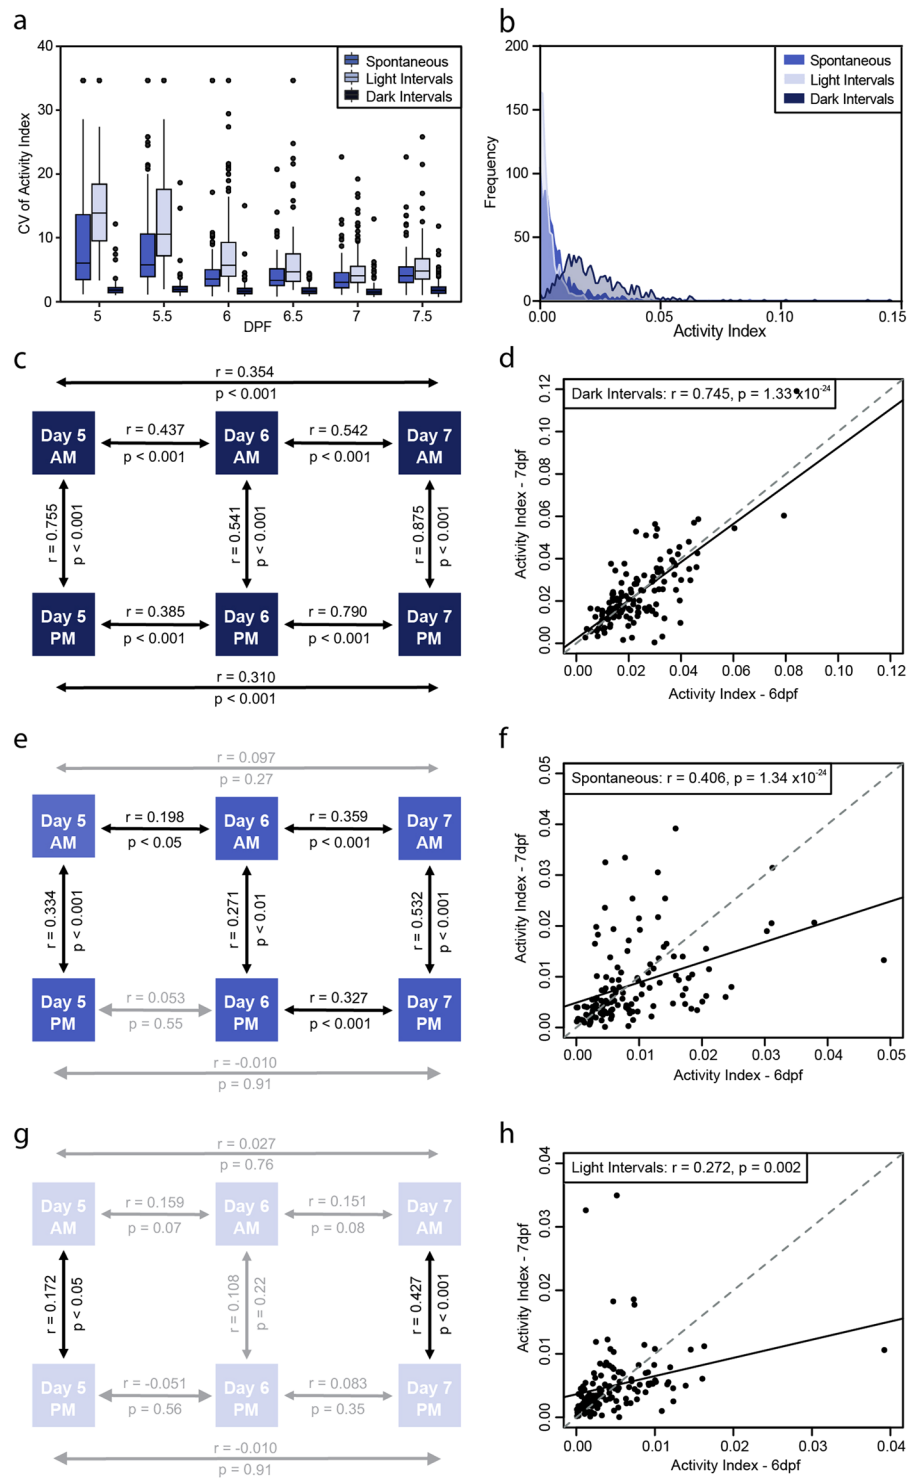 a
40
30
20
10
0
CV of Activity Index
Spontaneous
Light Intervals
Dark Intervals
5 5.5 6 6.5 7 7.5
DPF
b
200
150
100
50
0
Frequency
Spontaneous
Light Intervals
Dark Intervals
0.00 0.05 0.10 0.15
Activity Index
c
r = 0.354
p < 0.001
Day 5 AM
r = 0.437
p < 0.001
Day 6 AM
r = 0.542
p < 0.001
Day 7 AM
r = 0.755
p < 0.001
r = 0.541
p < 0.001
r = 0.875
p < 0.001
Day 5 PM
r = 0.385
p < 0.001
Day 6 PM
r = 0.790
p < 0.001
Day 7 PM
r = 0.310
p < 0.001
d
Dark Intervals: r = 0.745, p = 1.33 x10-24
0.12
0.10
0.08
0.06
0.04
0.02
0.00
Activity Index - 7dpf
0.00 0.02 0.04 0.06 0.08 0.10 0.12
Activity Index - 6dpf
e
r = 0.097
p = 0.27
Day 5 AM
r = 0.198
p < 0.05
Day 6 AM
r = 0.359
p < 0.001
Day 7 AM
r = 0.334
p < 0.001
r = 0.271
p < 0.01
r = 0.532
p < 0.001
Day 5 PM
r = 0.053
p = 0.55
Day 6 PM
r = 0.327
p < 0.001
Day 7 PM
r = -0.010
p = 0.91
f
Spontaneous: r = 0.406, p = 1.34 x10-24
0.05
0.04
0.03
0.02
0.01
0.00
Activity Index - 7dpf
0.00 0.01 0.02 0.03 0.04 0.05
Activity Index - 6dpf
g
r = 0.027
p = 0.76
Day 5 AM
r = 0.159
p = 0.07
Day 6 AM
r = 0.151
p = 0.08
Day 7 AM
r = 0.172
p < 0.05
r = 0.108
p = 0.22
r = 0.427
p < 0.001
Day 5 PM
r = -0.051
p = 0.56
Day 6 PM
r = 0.083
p = 0.35
Day 7 PM
r = -0.010
p = 0.91
h
Light Intervals: r = 0.272, p = 0.002
0.04
0.03
0.02
0.01
0.00
Activity Index - 7dpf
0.00 0.01 0.02 0.03 0.04
Activity Index - 6dpf